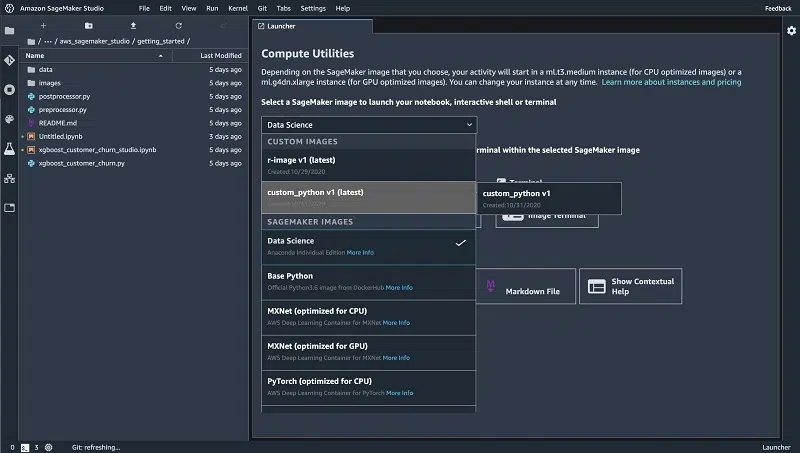 Amazon SageMaker Studio File Edit View Run Kernel Git Tabs Settings Help Feedback
/ ··· / aws_sagemaker_studio / getting_started /
Name Last Modified
data 5 days ago
images 5 days ago
postprocessor.py 5 days ago
preprocessor.py 5 days ago
README.md 5 days ago
Untitled.ipynb 3 days ago
xgboost_customer_churn_studio.ipynb 5 days ago
xgboost_customer_churn.py 5 days ago
Launcher
Compute Utilities
Depending on the SageMaker image that you choose, your activity will start in a ml.t3.medium instance (for CPU optimized images) or a
ml.g4dn.xlarge instance (for GPU optimized images). You can change your instance at any time. Learn more about instances and pricing
Select a SageMaker image to launch your notebook, interactive shell or terminal
Data Science
CUSTOM IMAGES
r-image v1 (latest)
Created:10/29/2020
custom_python v1 (latest)
Created:10/31/2020
custom_python v1
Created:10/31/2020
SAGEMAKER IMAGES
Data Science
Anaconda Individual Edition More Info
Base Python
Official Python3.6 image from DockerHub More Info
MXNet (optimized for CPU)
AWS Deep Learning Container for MXNet More Info
MXNet (optimized for GPU)
AWS Deep Learning Container for MXNet More Info
PyTorch (optimized for CPU)
AWS Deep Learning Container for PyTorch More Info
within the selected SageMaker image
Image Terminal
Markdown File
Show Contextual
Help
0 3 Git: refreshing... Launcher